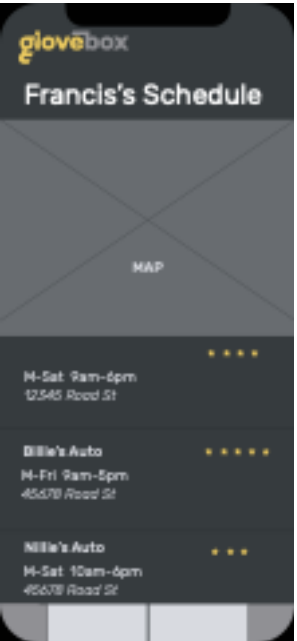 glovebox
Francis's Schedule
MAP
M-Sat 9am-6pm
12345 Road St
Billie's Auto
M-Fri 9am-5pm
45678 Road St
Nillie's Auto
M-Sat 10am-6pm
45678 Road St